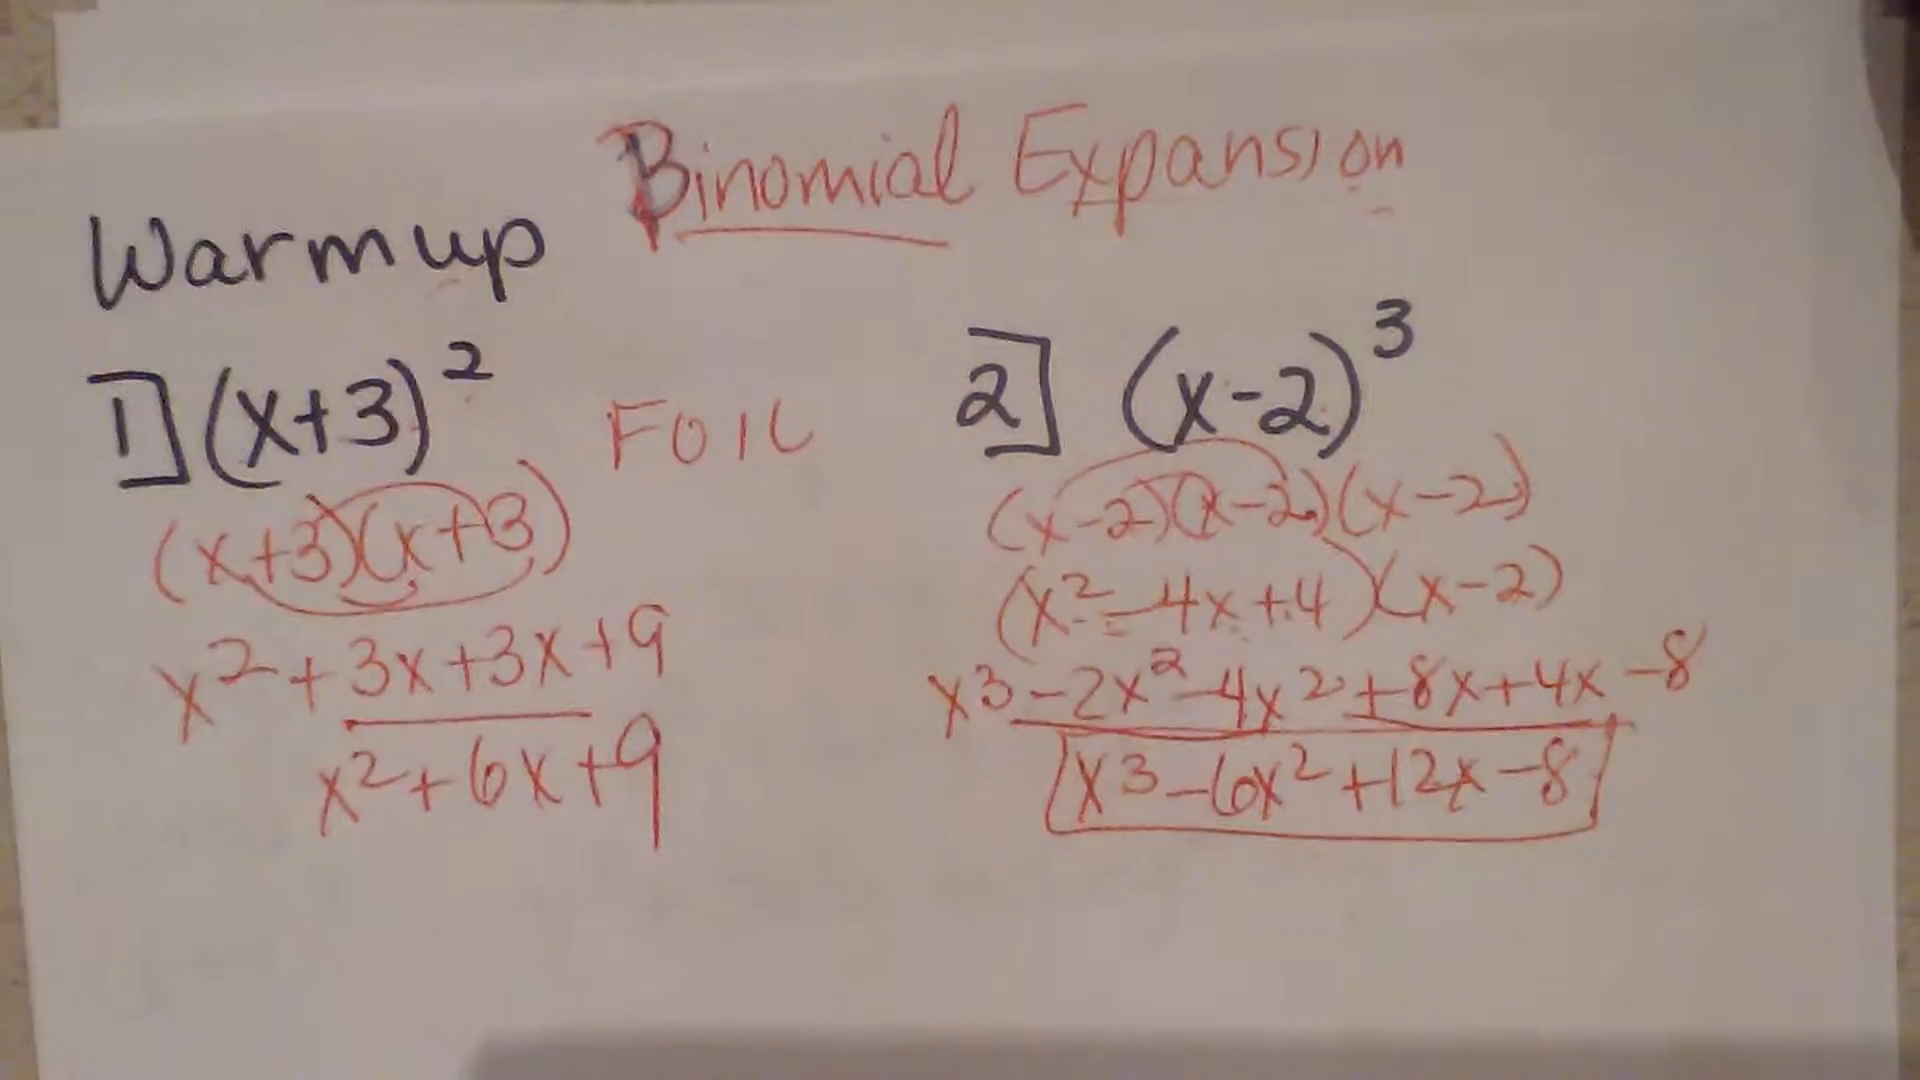 Binomial Expansion
Warmup
1] (x+3)²
FOIL
(x+3)(x+3)
x²+3x+3x+9
x²+6x+9
2] (x-2)³
(x-2)(x-2)(x-2)
(x²-4x+4)(x-2)
x³-2x²-4x²+8x+4x-8
x³-6x²+12x-8